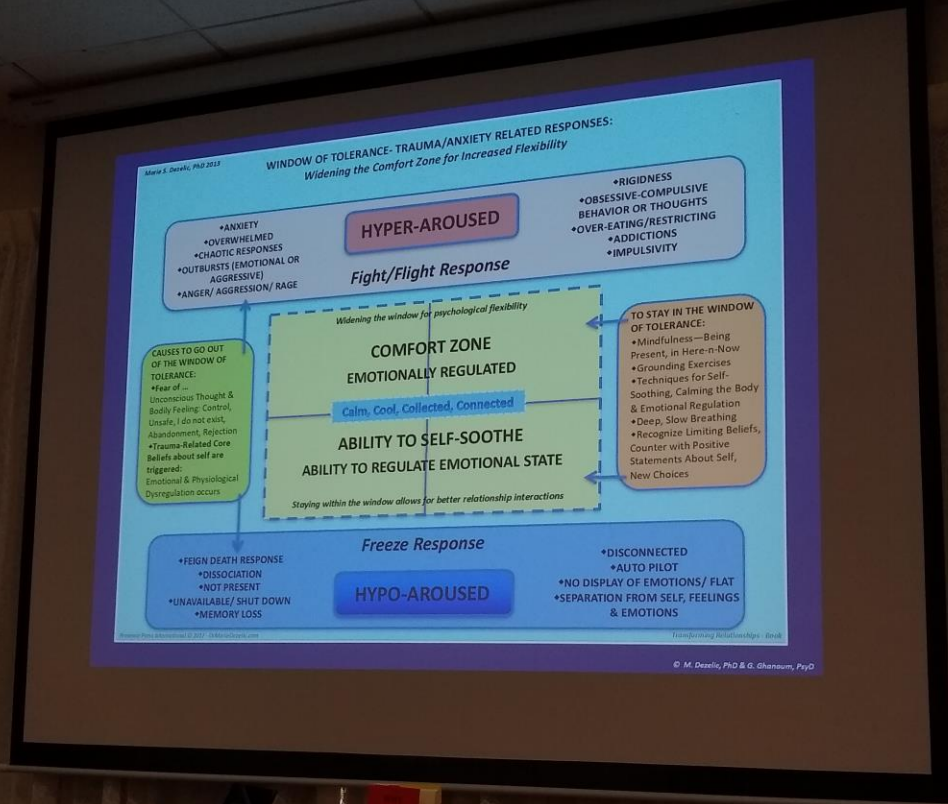 Marie S. Dezelic, PhD 2013
WINDOW OF TOLERANCE- TRAUMA/ANXIETY RELATED RESPONSES:
Widening the Comfort Zone for Increased Flexibility
•ANXIETY
•OVERWHELMED
•CHAOTIC RESPONSES
•OUTBURSTS (EMOTIONAL OR
AGGRESSIVE)
•ANGER/ AGGRESSION/ RAGE
HYPER-AROUSED
Fight/Flight Response
•RIGIDNESS
•OBSESSIVE-COMPULSIVE
BEHAVIOR OR THOUGHTS
•OVER-EATING/RESTRICTING
•ADDICTIONS
•IMPULSIVITY
CAUSES TO GO OUT
OF THE WINDOW OF
TOLERANCE:
•Fear of ...
Unconscious Thought &
Bodily Feeling: Control,
Unsafe, I do not exist,
Abandonment, Rejection
•Trauma-Related Core
Beliefs about self are
triggered:
Emotional & Physiological
Dysregulation occurs
Widening the window for psychological flexibility
COMFORT ZONE
EMOTIONALLY REGULATED
Calm, Cool, Collected, Connected
ABILITY TO SELF-SOOTHE
ABILITY TO REGULATE EMOTIONAL STATE
Staying within the window allows for better relationship interactions
TO STAY IN THE WINDOW
OF TOLERANCE:
•Mindfulness—Being
Present, in Here-n-Now
•Grounding Exercises
•Techniques for Self-
Soothing, Calming the Body
& Emotional Regulation
•Deep, Slow Breathing
•Recognize Limiting Beliefs,
Counter with Positive
Statements About Self,
New Choices
•FEIGN DEATH RESPONSE
•DISSOCIATION
•NOT PRESENT
•UNAVAILABLE/ SHUT DOWN
•MEMORY LOSS
Freeze Response
HYPO-AROUSED
•DISCONNECTED
•AUTO PILOT
•NO DISPLAY OF EMOTIONS/ FLAT
•SEPARATION FROM SELF, FEELINGS
& EMOTIONS
Transforming Relationships - Book
© M. Dezelic, PhD & G. Ghanoum, PsyD